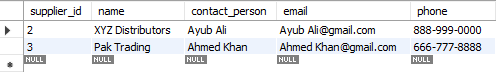 supplier_id name contact_person email phone
2 XYZ Distributors Ayub Ali Ayub Ali@gmail.com 888-999-0000
3 Pak Trading Ahmed Khan Ahmed Khan@gmail.com 666-777-8888
NULL NULL NULL NULL NULL